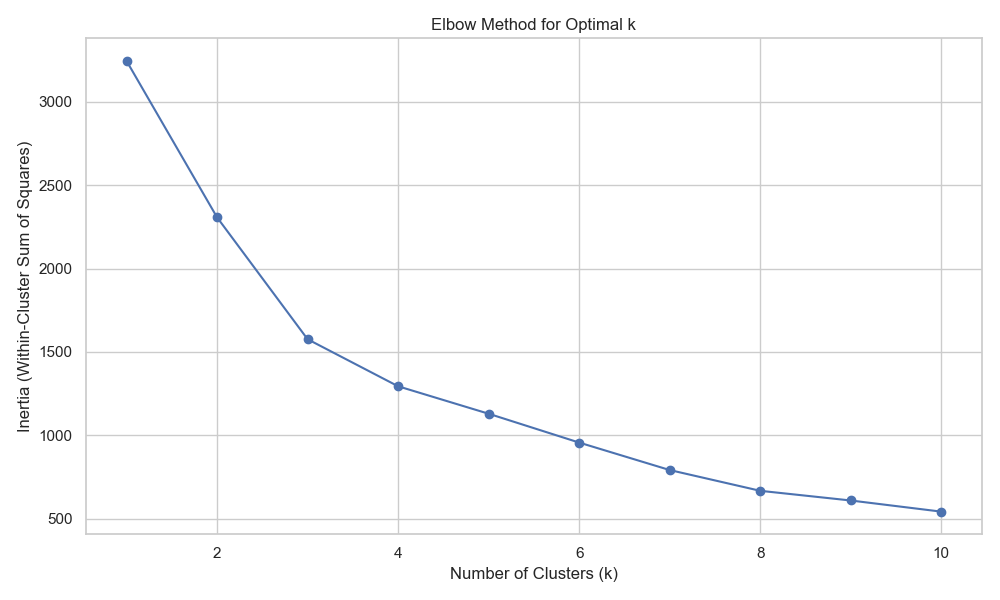 Elbow Method for Optimal k
Inertia (Within-Cluster Sum of Squares)
3000
2500
2000
1500
1000
500
2 4 6 8 10
Number of Clusters (k)